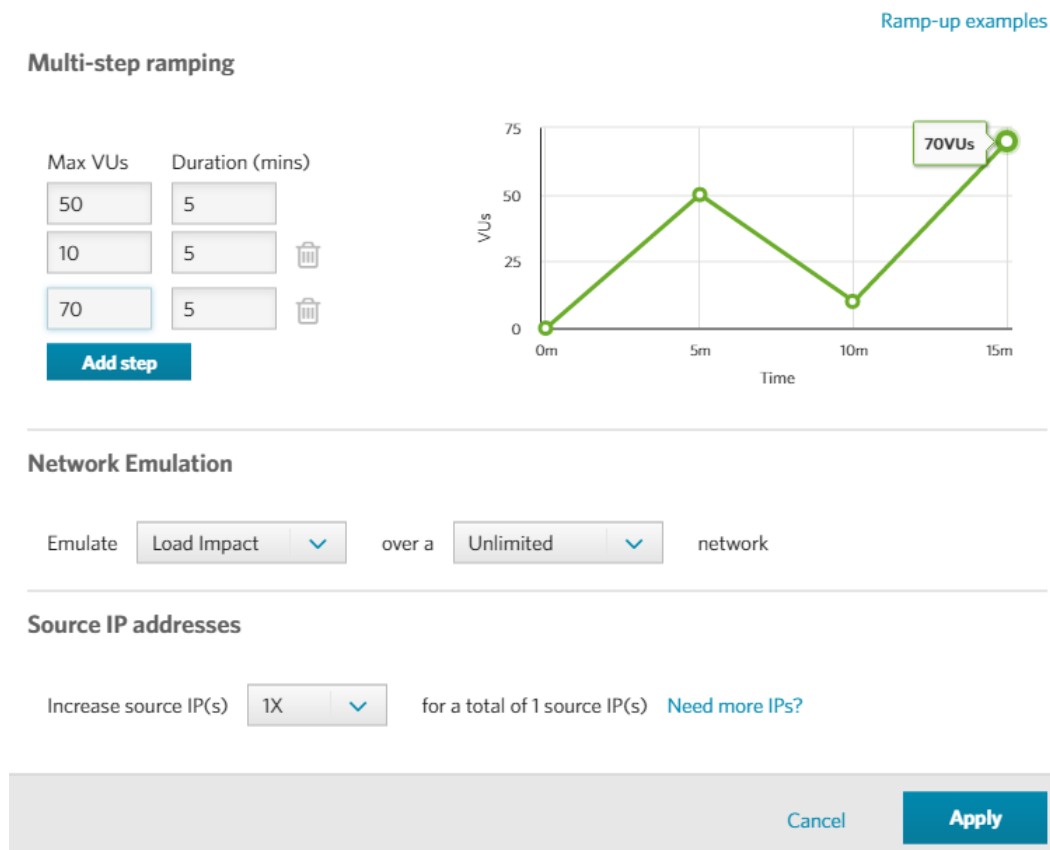 Ramp-up examples
Multi-step ramping
Max VUs Duration (mins)
50 5
10 5
70 5
Add step
75
50
25
0
VUs
70VUs
0m 5m 10m 15m
Time
Network Emulation
Emulate Load Impact over a Unlimited network
Source IP addresses
Increase source IP(s) 1X for a total of 1 source IP(s) Need more IPs?
Cancel Apply